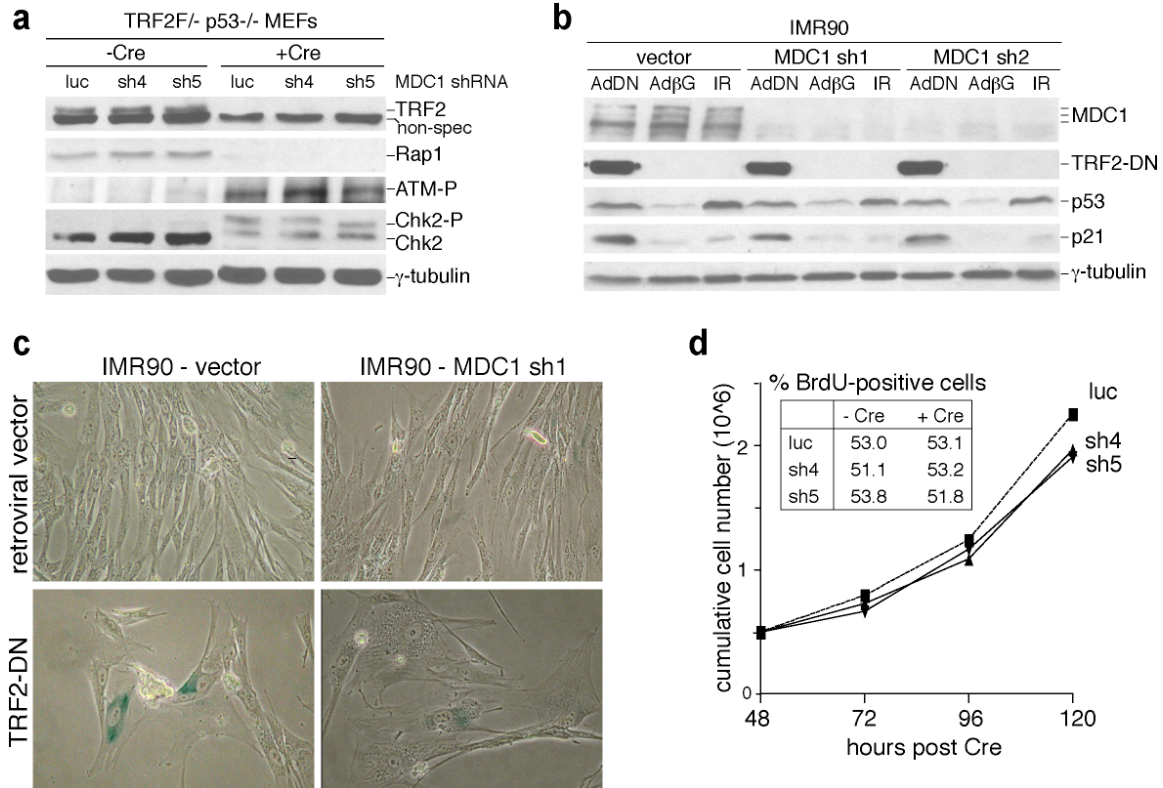 a
TRF2F/- p53-/- MEFs
-Cre +Cre
luc sh4 sh5 luc sh4 sh5 MDC1 shRNA
TRF2
non-spec
Rap1
ATM-P
Chk2-P
Chk2
γ-tubulin
b
IMR90
vector MDC1 sh1 MDC1 sh2
AdDN AdβG IR AdDN AdβG IR AdDN AdβG IR
MDC1
TRF2-DN
p53
p21
γ-tubulin
c
IMR90 - vector IMR90 - MDC1 sh1
retroviral vector
TRF2-DN
d
% BrdU-positive cells
- Cre + Cre
luc 53.0 53.1
sh4 51.1 53.2
sh5 53.8 51.8
luc
sh4
sh5
cumulative cell number (10^6)
2
1
0
48 72 96 120
hours post Cre